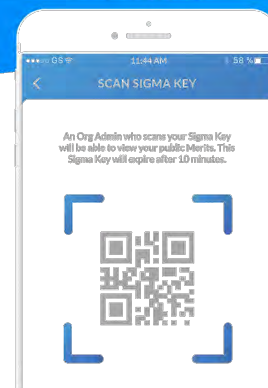 GS 11:44 AM 58 %
SCAN SIGMA KEY
An Org Admin who scans your Sigma Key
will be able to view your public Merits. This
Sigma Key will expire after 10 minutes.